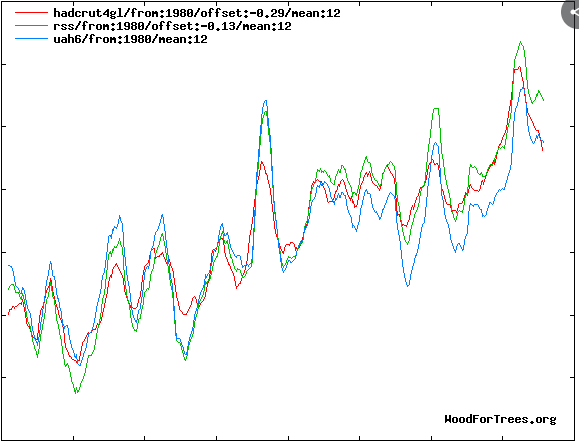 hadcrut4gl/from:1980/offset:-0.29/mean:12
rss/from:1980/offset:-0.13/mean:12
uah6/from:1980/mean:12
WoodForTrees.org